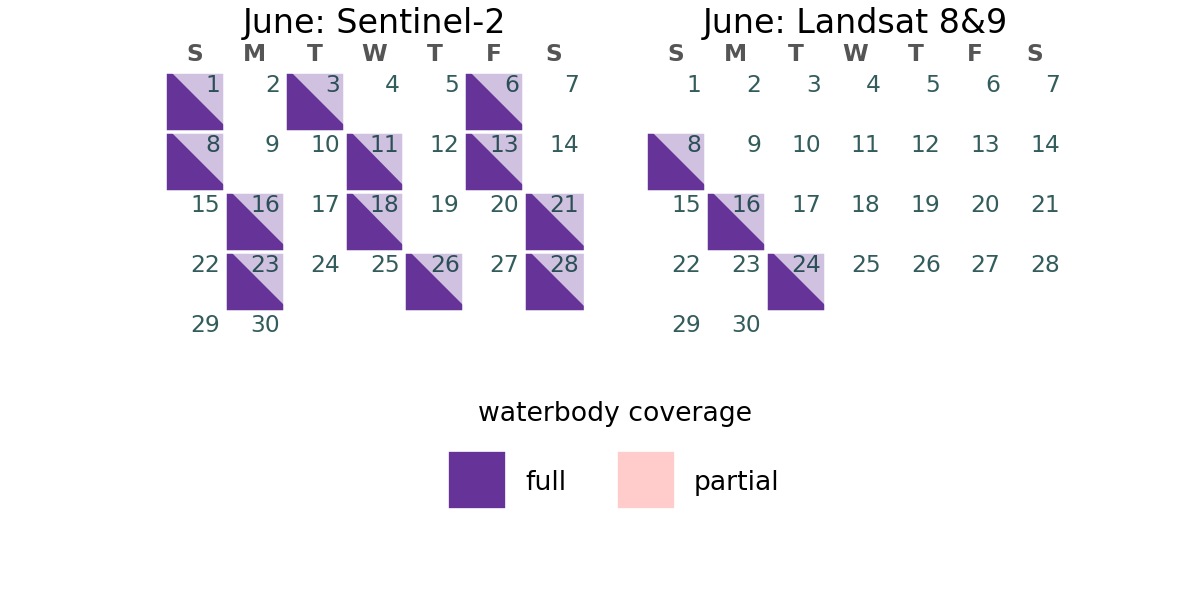 June: Sentinel-2
S M T W T F S
1 2 3 4 5 6 7
8 9 10 11 12 13 14
15 16 17 18 19 20 21
22 23 24 25 26 27 28
29 30
June: Landsat 8&9
S M T W T F S
1 2 3 4 5 6 7
8 9 10 11 12 13 14
15 16 17 18 19 20 21
22 23 24 25 26 27 28
29 30
waterbody coverage
full partial